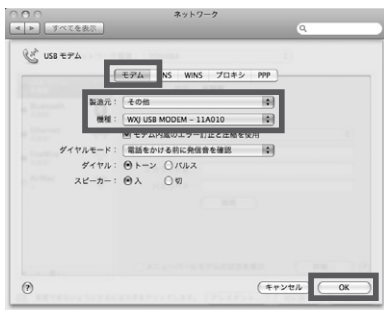 ネットワーク
すべてを表示
USB モデム
モデム NS WINS プロキシ PPP
製造元： その他
機種： WXJ USB MODEM – 11A010
モデム内蔵のエラー訂正と圧縮を使用
ダイヤルモード： 電話をかける前に発信音を確認
ダイヤル： トーン パルス
スピーカー： 入 切
? キャンセル OK